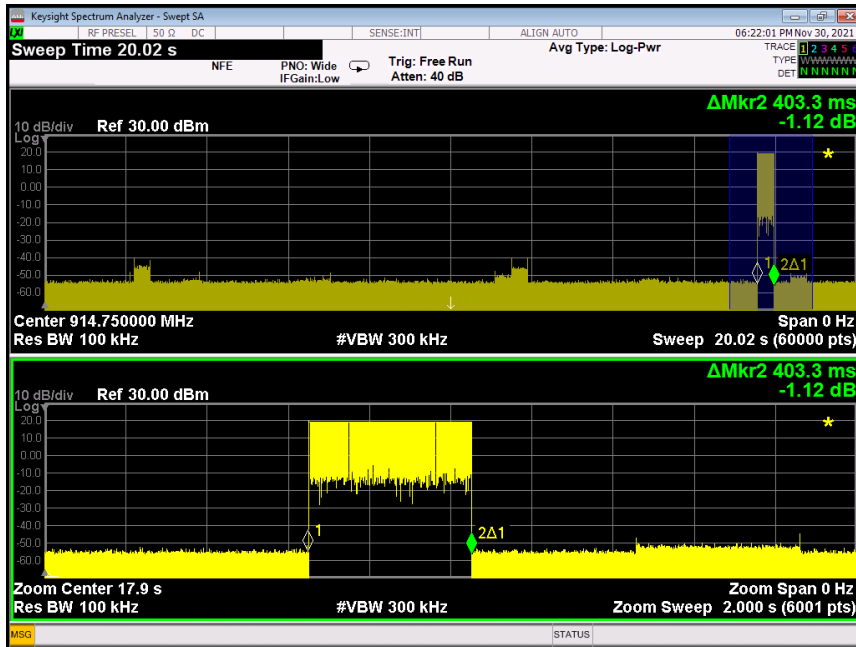 Keysight Spectrum Analyzer - Swept SA
LXI RF PRESEL 50 Ω DC SENSE:INT ALIGN AUTO 06:22:01 PM Nov 30, 2021
Sweep Time 20.02 s Avg Type: Log-Pwr TRACE 1 2 3 4 5 6
NFE PNO: Wide Trig: Free Run TYPE WWWWWW
IFGain:Low Atten: 40 dB DET NNNNNN
ΔMkr2 403.3 ms
10 dB/div Ref 30.00 dBm -1.12 dB
Log
20.0
10.0
0.00
-10.0
-20.0
-30.0
-40.0
-50.0
-60.0
1 2Δ1
Center 914.750000 MHz Span 0 Hz
Res BW 100 kHz #VBW 300 kHz Sweep 20.02 s (60000 pts)
ΔMkr2 403.3 ms
10 dB/div Ref 30.00 dBm -1.12 dB
Log
20.0
10.0
0.00
-10.0
-20.0
-30.0
-40.0
-50.0
-60.0
1 2Δ1
Zoom Center 17.9 s Zoom Span 0 Hz
Res BW 100 kHz #VBW 300 kHz Zoom Sweep 2.000 s (6001 pts)
MSG STATUS